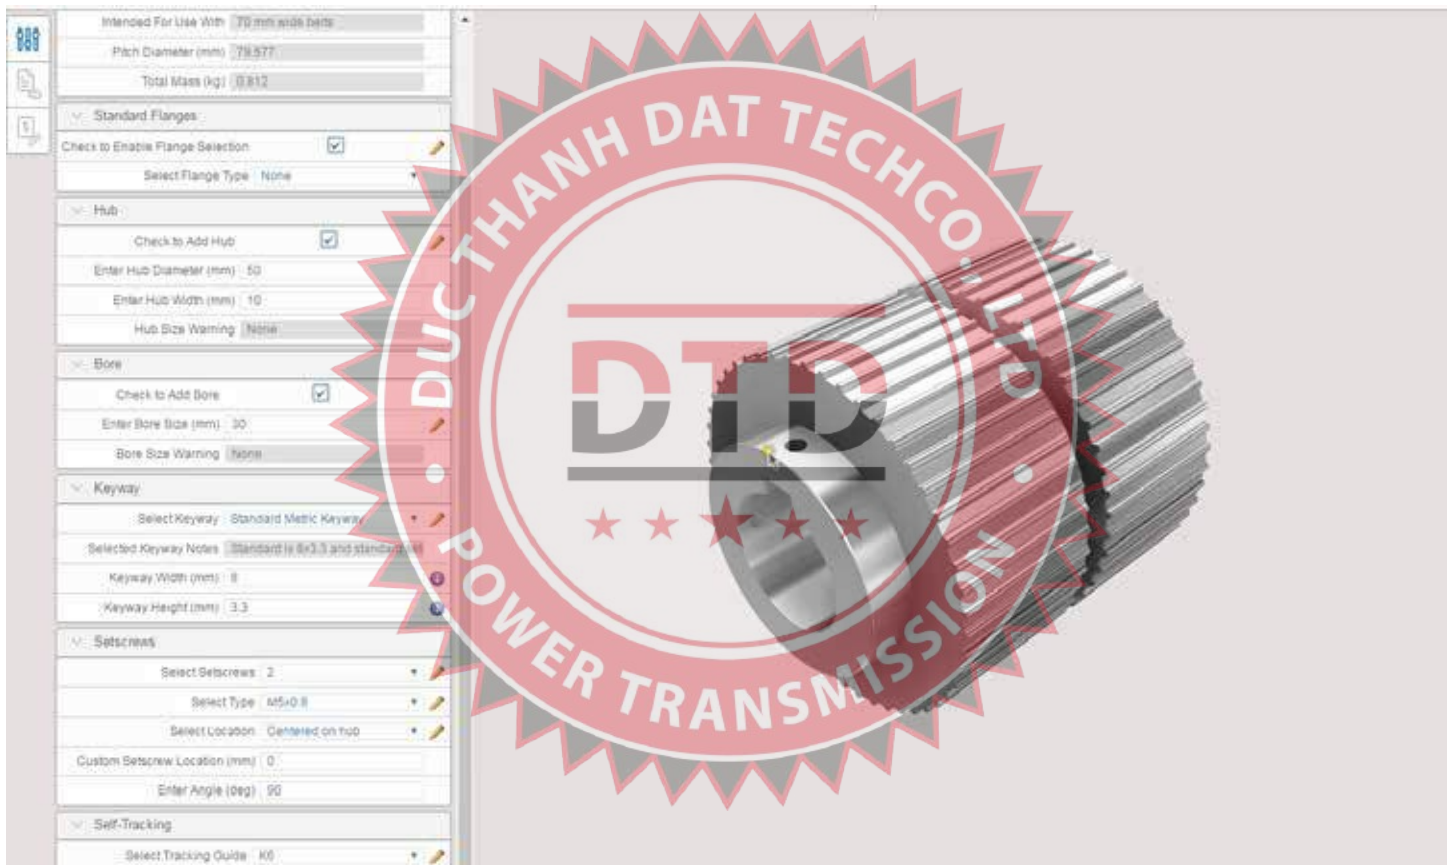 Intended For Use With 70 mm wide belts
Pitch Diameter (mm) 79.577
Total Mass (kg) 0.812
Standard Flanges
Check to Enable Flange Selection
Select Flange Type None
Hub
Check to Add Hub
Enter Hub Diameter (mm) 50
Enter Hub Width (mm) 10
Hub Size Warning None
Bore
Check to Add Bore
Enter Bore Size (mm) 30
Bore Size Warning None
Keyway
Select Keyway Standard Metric Keyway
Selected Keyway Notes Standard is 8x3.3 and standard
Keyway Width (mm) 8
Keyway Height (mm) 3.3
Setscrews
Select Setscrews 2
Select Type M5x0.8
Select Location Centered on hub
Custom Setscrew Location (mm) 0
Enter Angle (deg) 90
Self-Tracking
Select Tracking Guide K6
DUC THANH DAT TECHCO., LTD
DTD
POWER TRANSMISSION